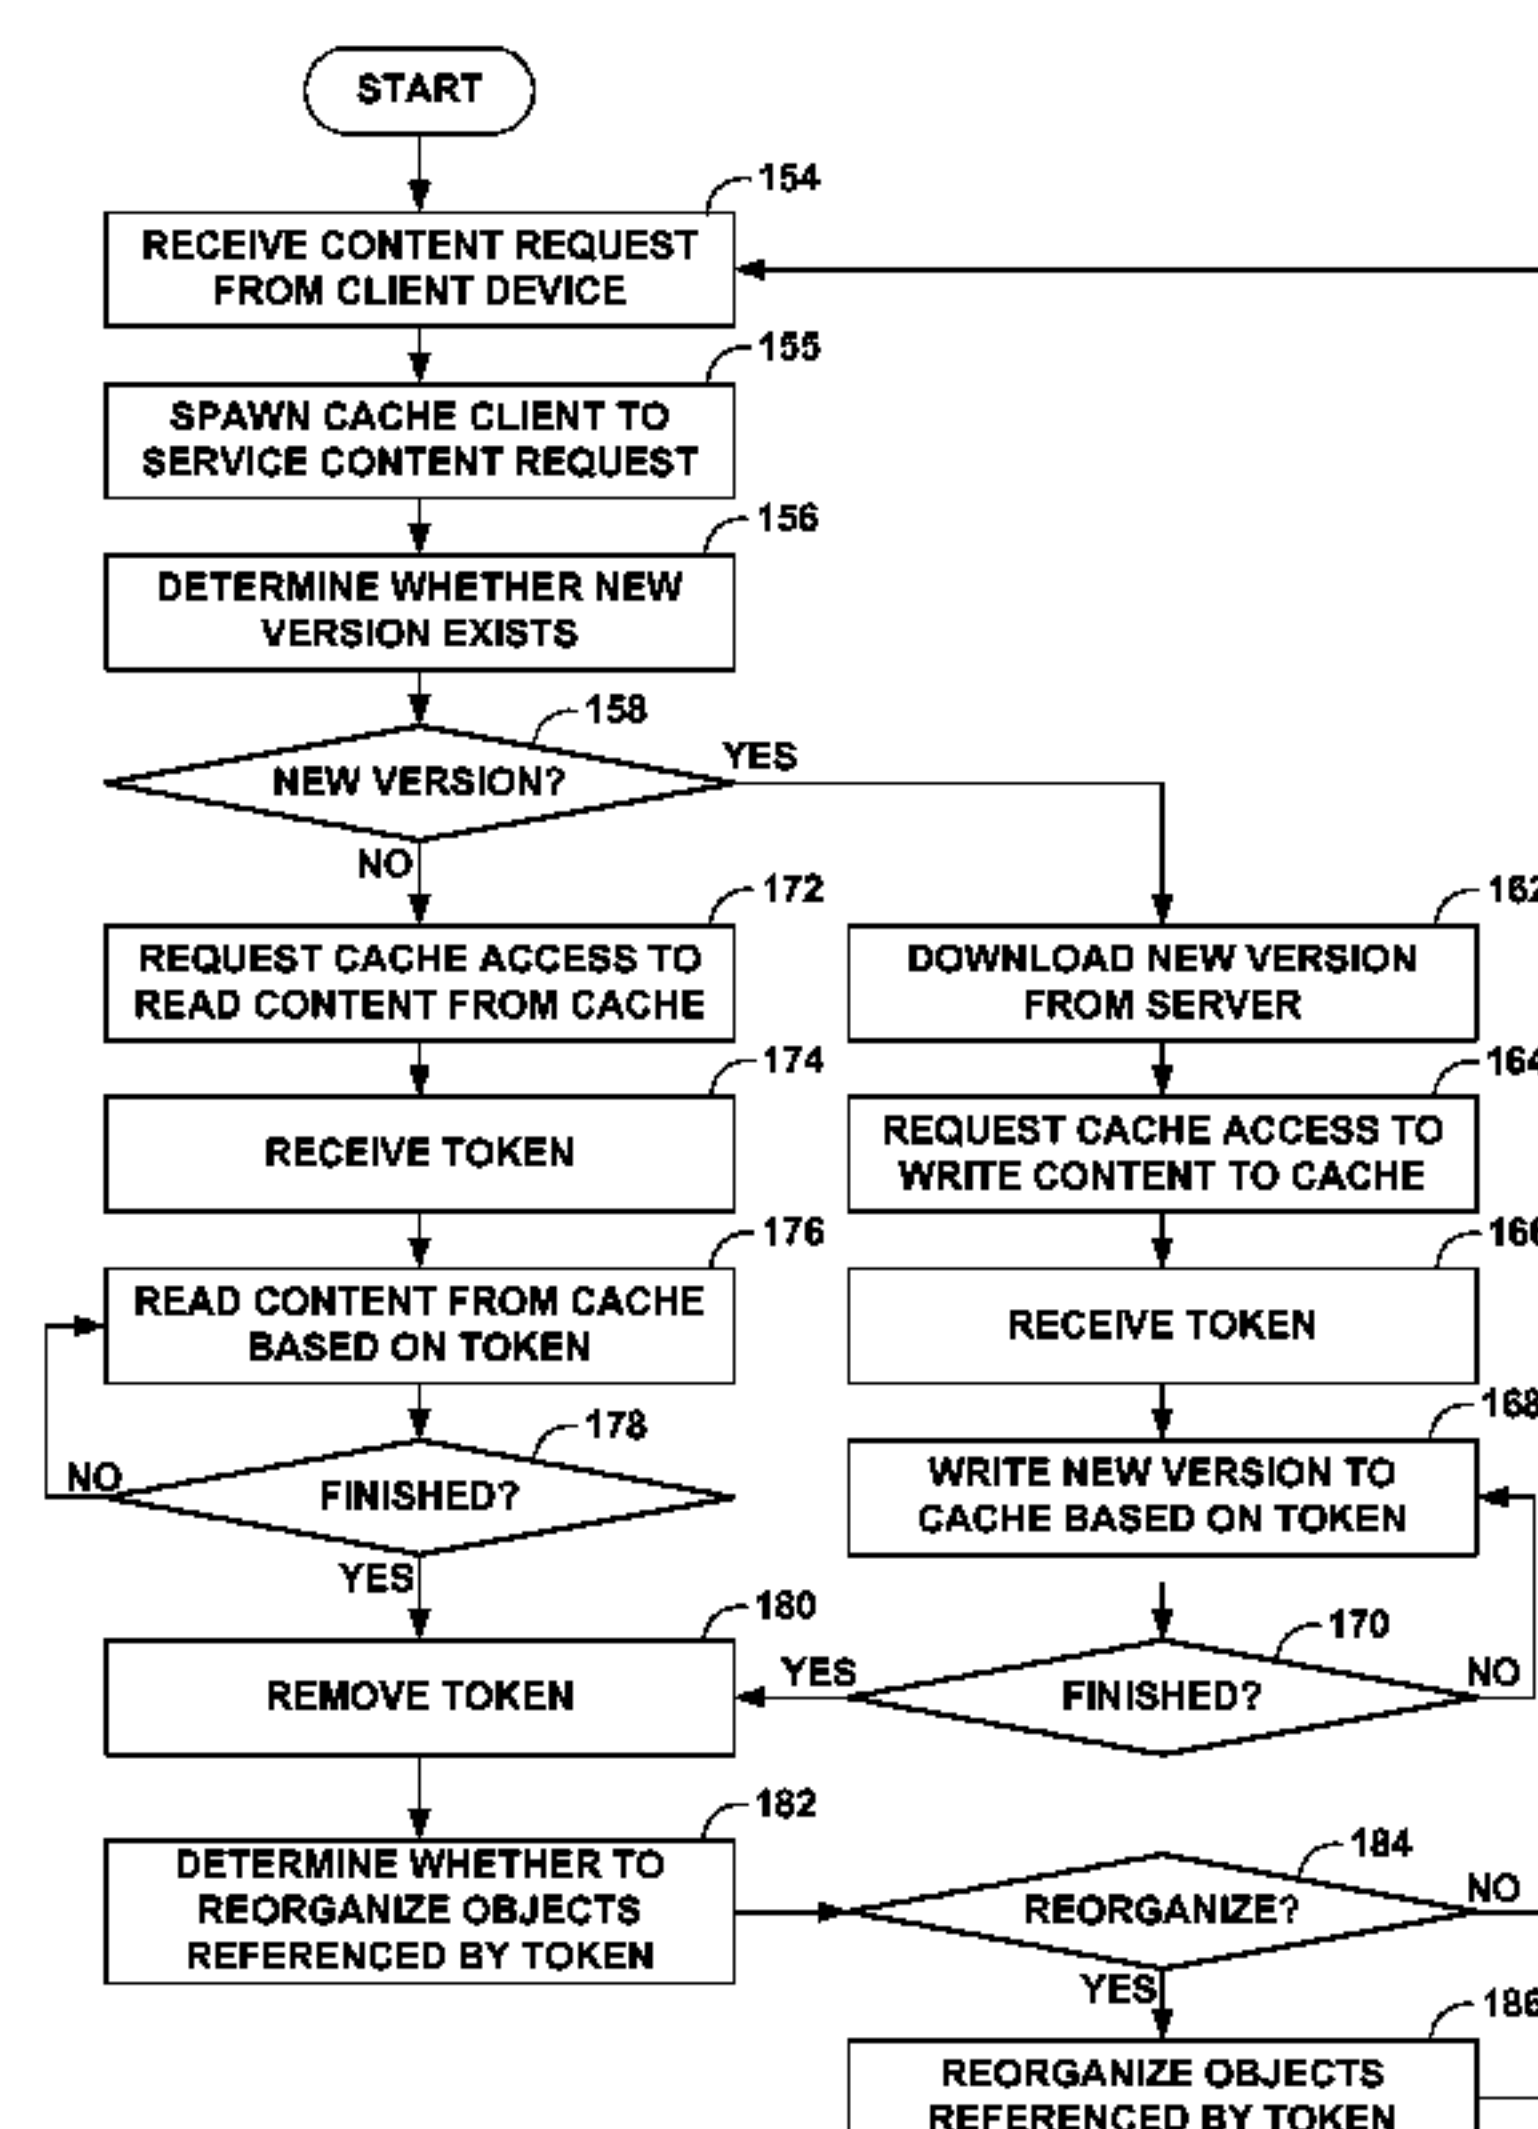 START
154
RECEIVE CONTENT REQUEST
FROM CLIENT DEVICE
155
SPAWN CACHE CLIENT TO
SERVICE CONTENT REQUEST
156
DETERMINE WHETHER NEW
VERSION EXISTS
158
NEW VERSION?
YES
NO
172
REQUEST CACHE ACCESS TO
READ CONTENT FROM CACHE
174
RECEIVE TOKEN
176
READ CONTENT FROM CACHE
BASED ON TOKEN
178
FINISHED?
NO
YES
162
DOWNLOAD NEW VERSION
FROM SERVER
164
REQUEST CACHE ACCESS TO
WRITE CONTENT TO CACHE
166
RECEIVE TOKEN
168
WRITE NEW VERSION TO
CACHE BASED ON TOKEN
170
FINISHED?
NO
YES
180
REMOVE TOKEN
182
DETERMINE WHETHER TO
REORGANIZE OBJECTS
REFERENCED BY TOKEN
184
REORGANIZE?
NO
YES
186
REORGANIZE OBJECTS
REFERENCED BY TOKEN